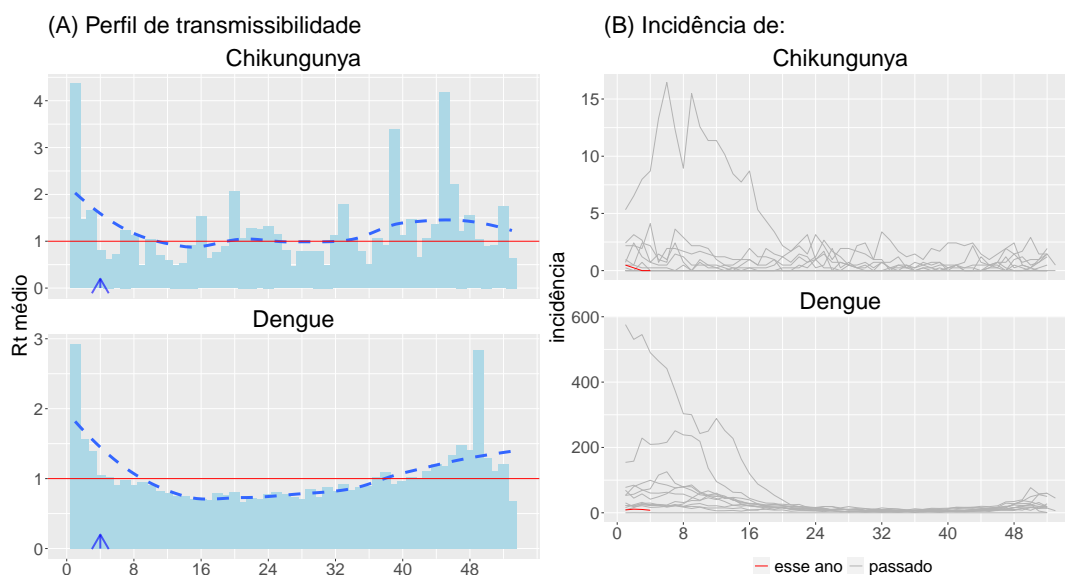 (A) Perfil de transmissibilidade
Chikungunya
4
3
2
1
0
Dengue
3
2
1
0
0 8 16 24 32 40 48
Rt médio
(B) Incidência de:
Chikungunya
15
10
5
0
Dengue
600
400
200
0
0 8 16 24 32 40 48
incidência
esse ano passado